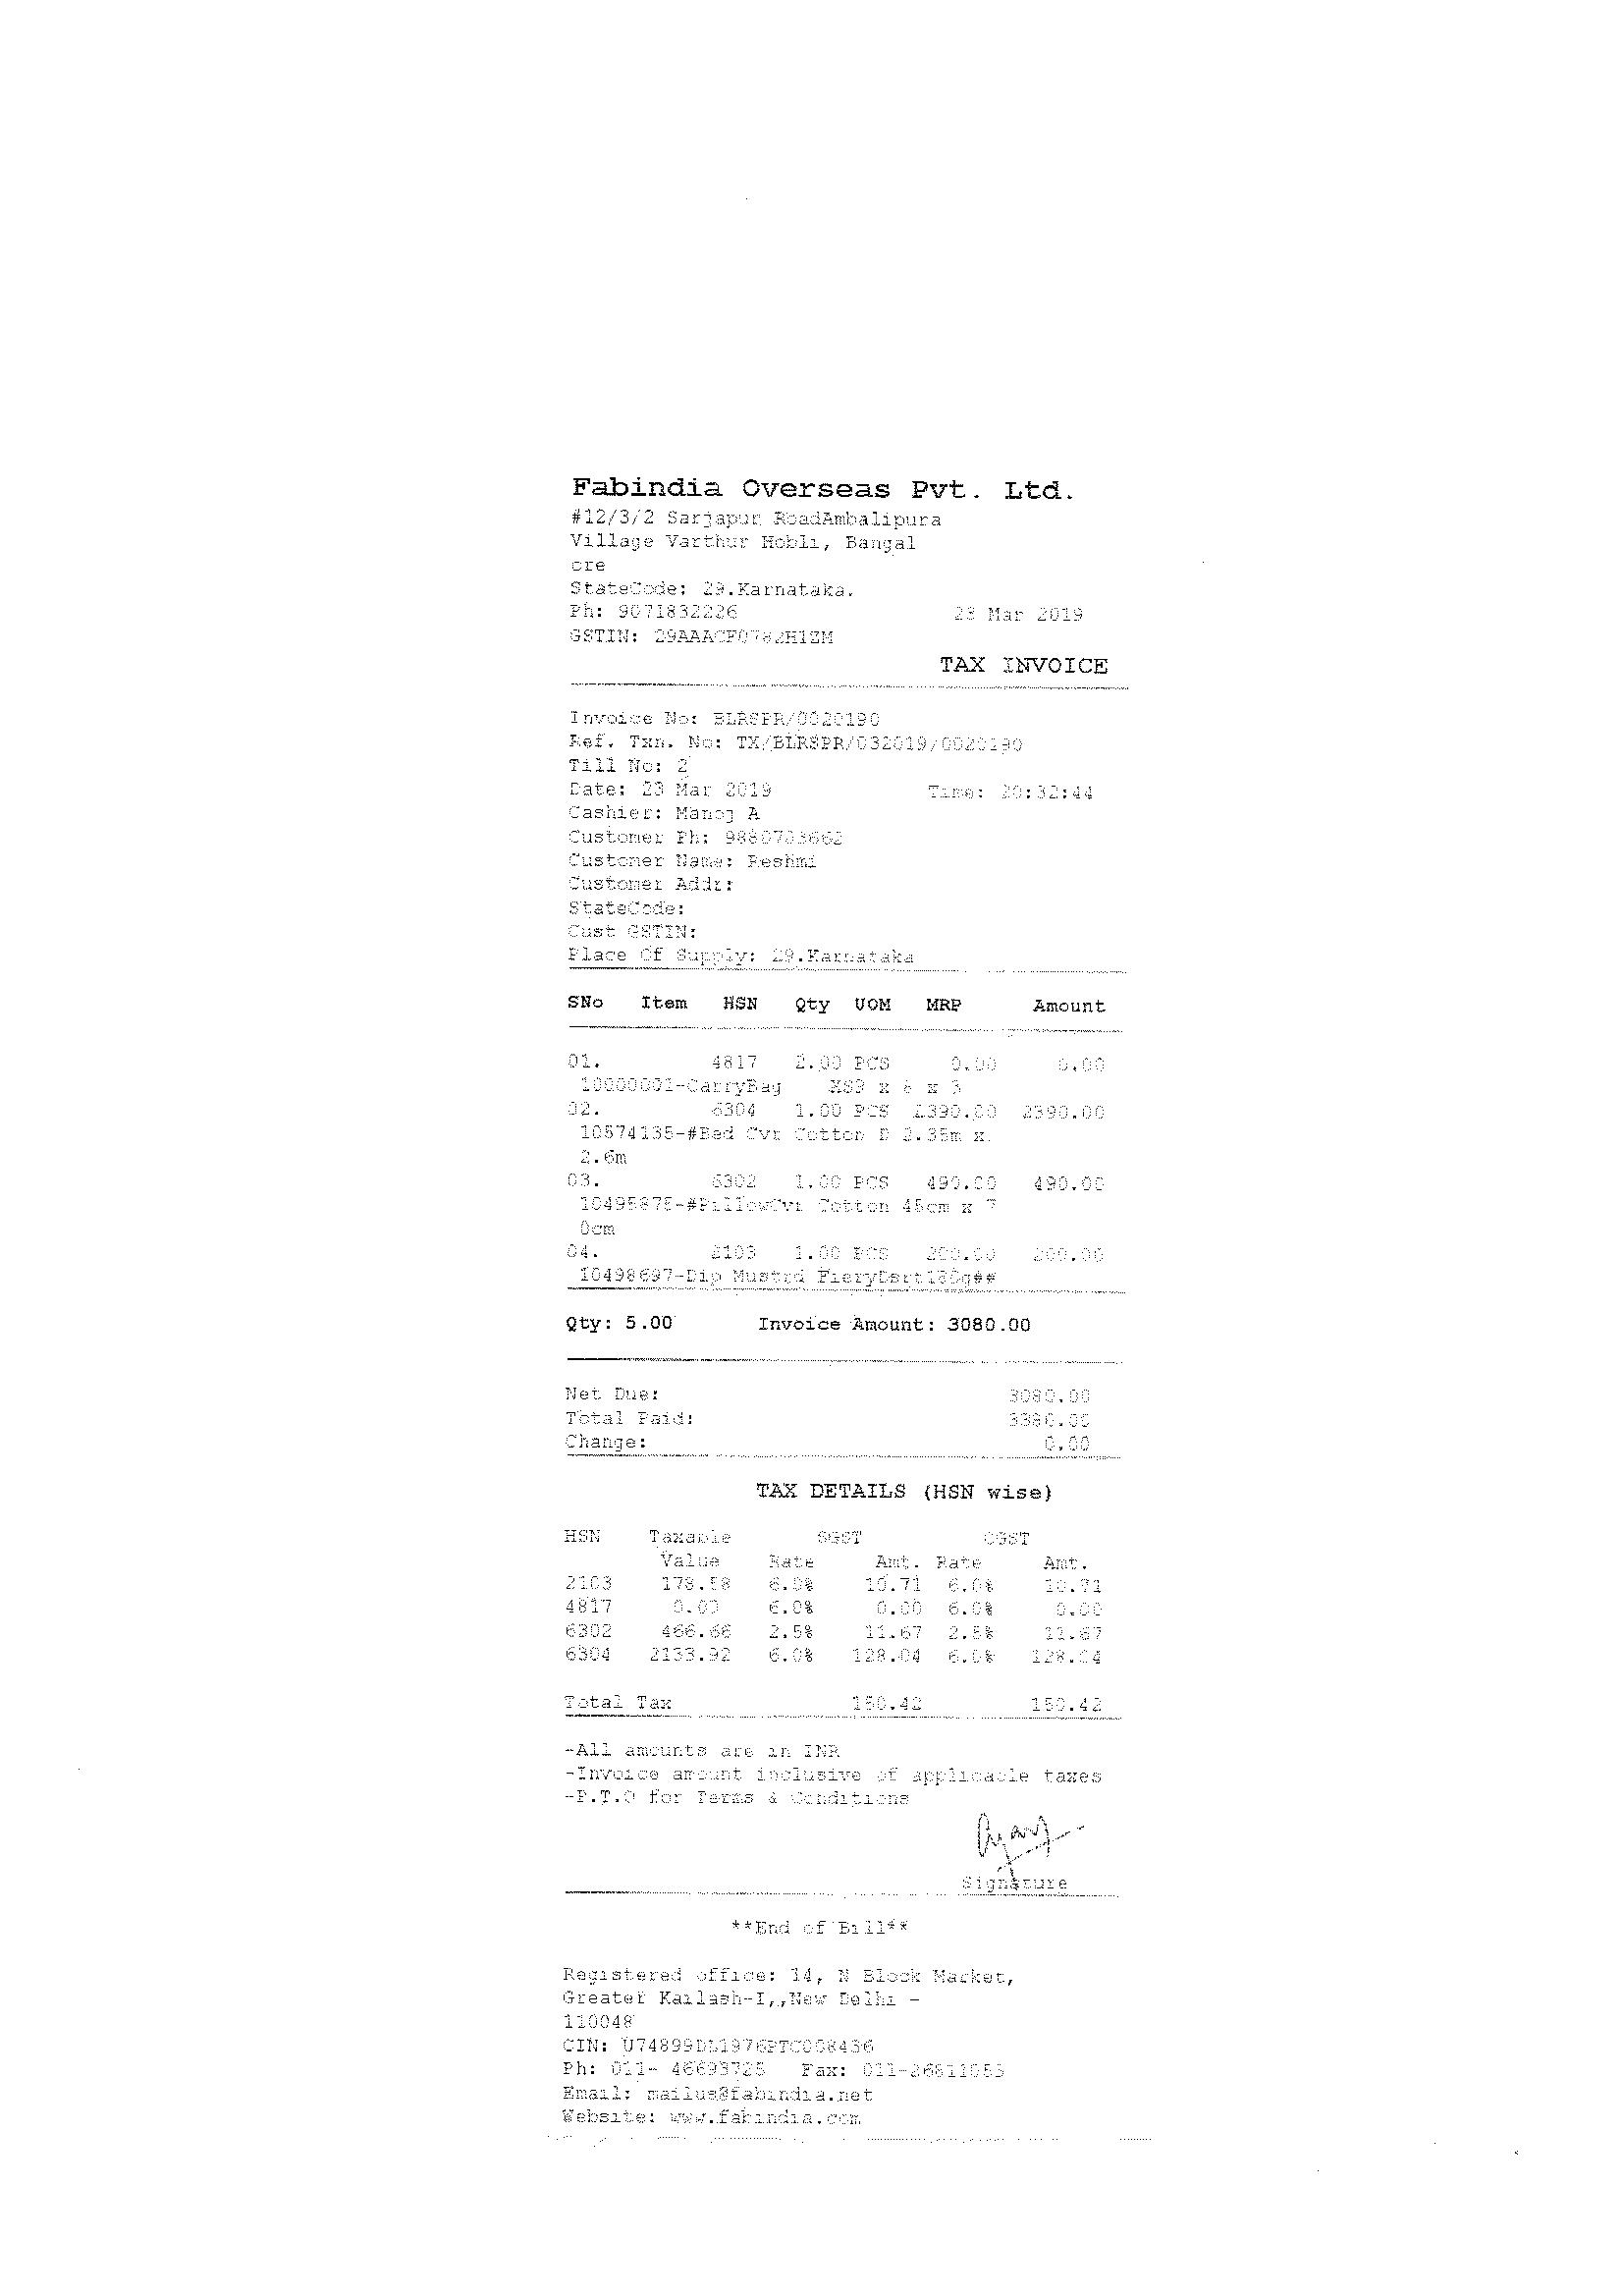 Fabindia Overseas Pvt. Ltd.
#12/3/2 Sarjapur RoadAmbalipura
Village Varthur Hobli, Bangal
ore
StateCode: 29.Karnataka.
Ph: 9071832226 23 Mar 2019
GSTIN: 29AAACF0782H1ZM
TAX INVOICE
Invoice No: BLRSPR/0020190
Ref. Txn. No: TX/BLRSPR/032019/0020190
Till No: 2
Date: 23 Mar 2019 Time: 20:32:44
Cashier: Manoj A
Customer Ph: 9880703662
Customer Name: Reshmi
Customer Addr:
StateCode:
Cust GSTIN:
Place Of Supply: 29.Karnataka
SNo Item HSN Qty UOM MRP Amount
01. 4817 2.00 PCS 0.00 0.00
10000001-CarryBag XS9 x 6 x 3
02. 6304 1.00 PCS 2390.00 2390.00
10574135-#Bed Cvr Cotton D 2.35m x
2.6m
03. 6302 1.00 PCS 490.00 490.00
10495875-#PillowCvr Cotton 45cm x 7
0cm
04. 2103 1.00 PCS 200.00 200.00
10498697-Dip Mustrd FieryDsrt180g##
Qty: 5.00 Invoice Amount: 3080.00
Net Due: 3080.00
Total Paid: 3080.00
Change: 0.00
TAX DETAILS (HSN wise)
HSN Taxable SGST CGST
Value Rate Amt. Rate Amt.
2103 178.58 6.0% 10.71 6.0% 10.71
4817 0.00 6.0% 0.00 6.0% 0.00
6302 466.66 2.5% 11.67 2.5% 11.67
6304 2133.92 6.0% 128.04 6.0% 128.04
Total Tax 150.42 150.42
-All amounts are in INR
-Invoice amount inclusive of applicable taxes
-P.T.O for Terms & Conditions
Signature
**End of Bill**
Registered office: 14, N Block Market,
Greater Kailash-I,,New Delhi -
110048
CIN: U74899DL1976PTC008436
Ph: 011- 46693725 Fax: 011-26811053
Email: mailus@fabindia.net
Website: www.fabindia.com